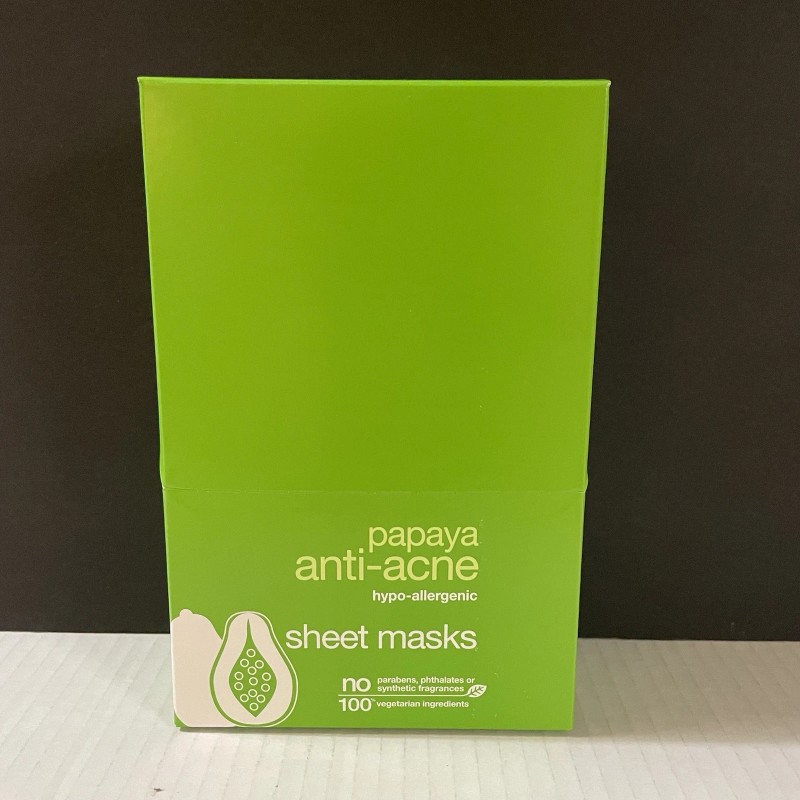 papaya
anti-acne
hypo-allergenic
sheet masks
no parabens, phthalates or
synthetic fragrances
100% vegetarian ingredients